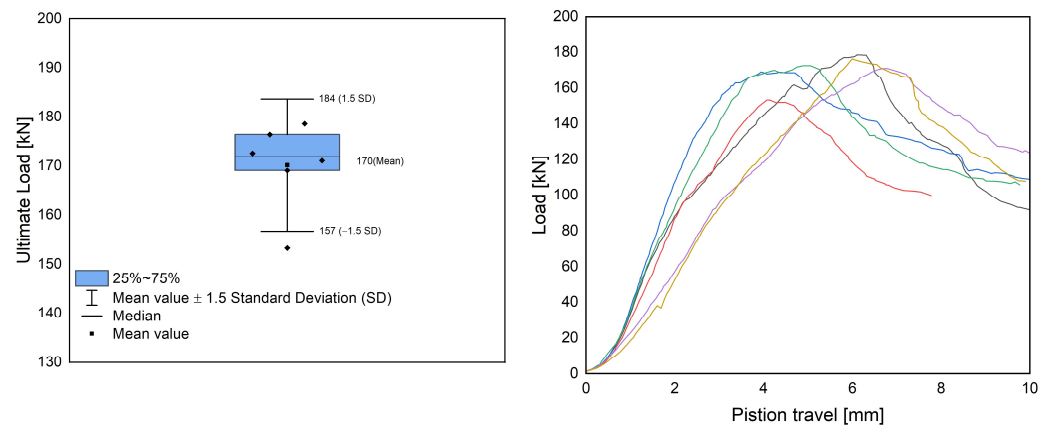 200
190
180
170
160
150
140
130
Ultimate Load [kN]
184 (1.5 SD)
170(Mean)
157 (−1.5 SD)
25%~75%
Mean value ± 1.5 Standard Deviation (SD)
Median
Mean value
200
180
160
140
120
100
80
60
40
20
0
Load [kN]
0 2 4 6 8 10
Pistion travel [mm]